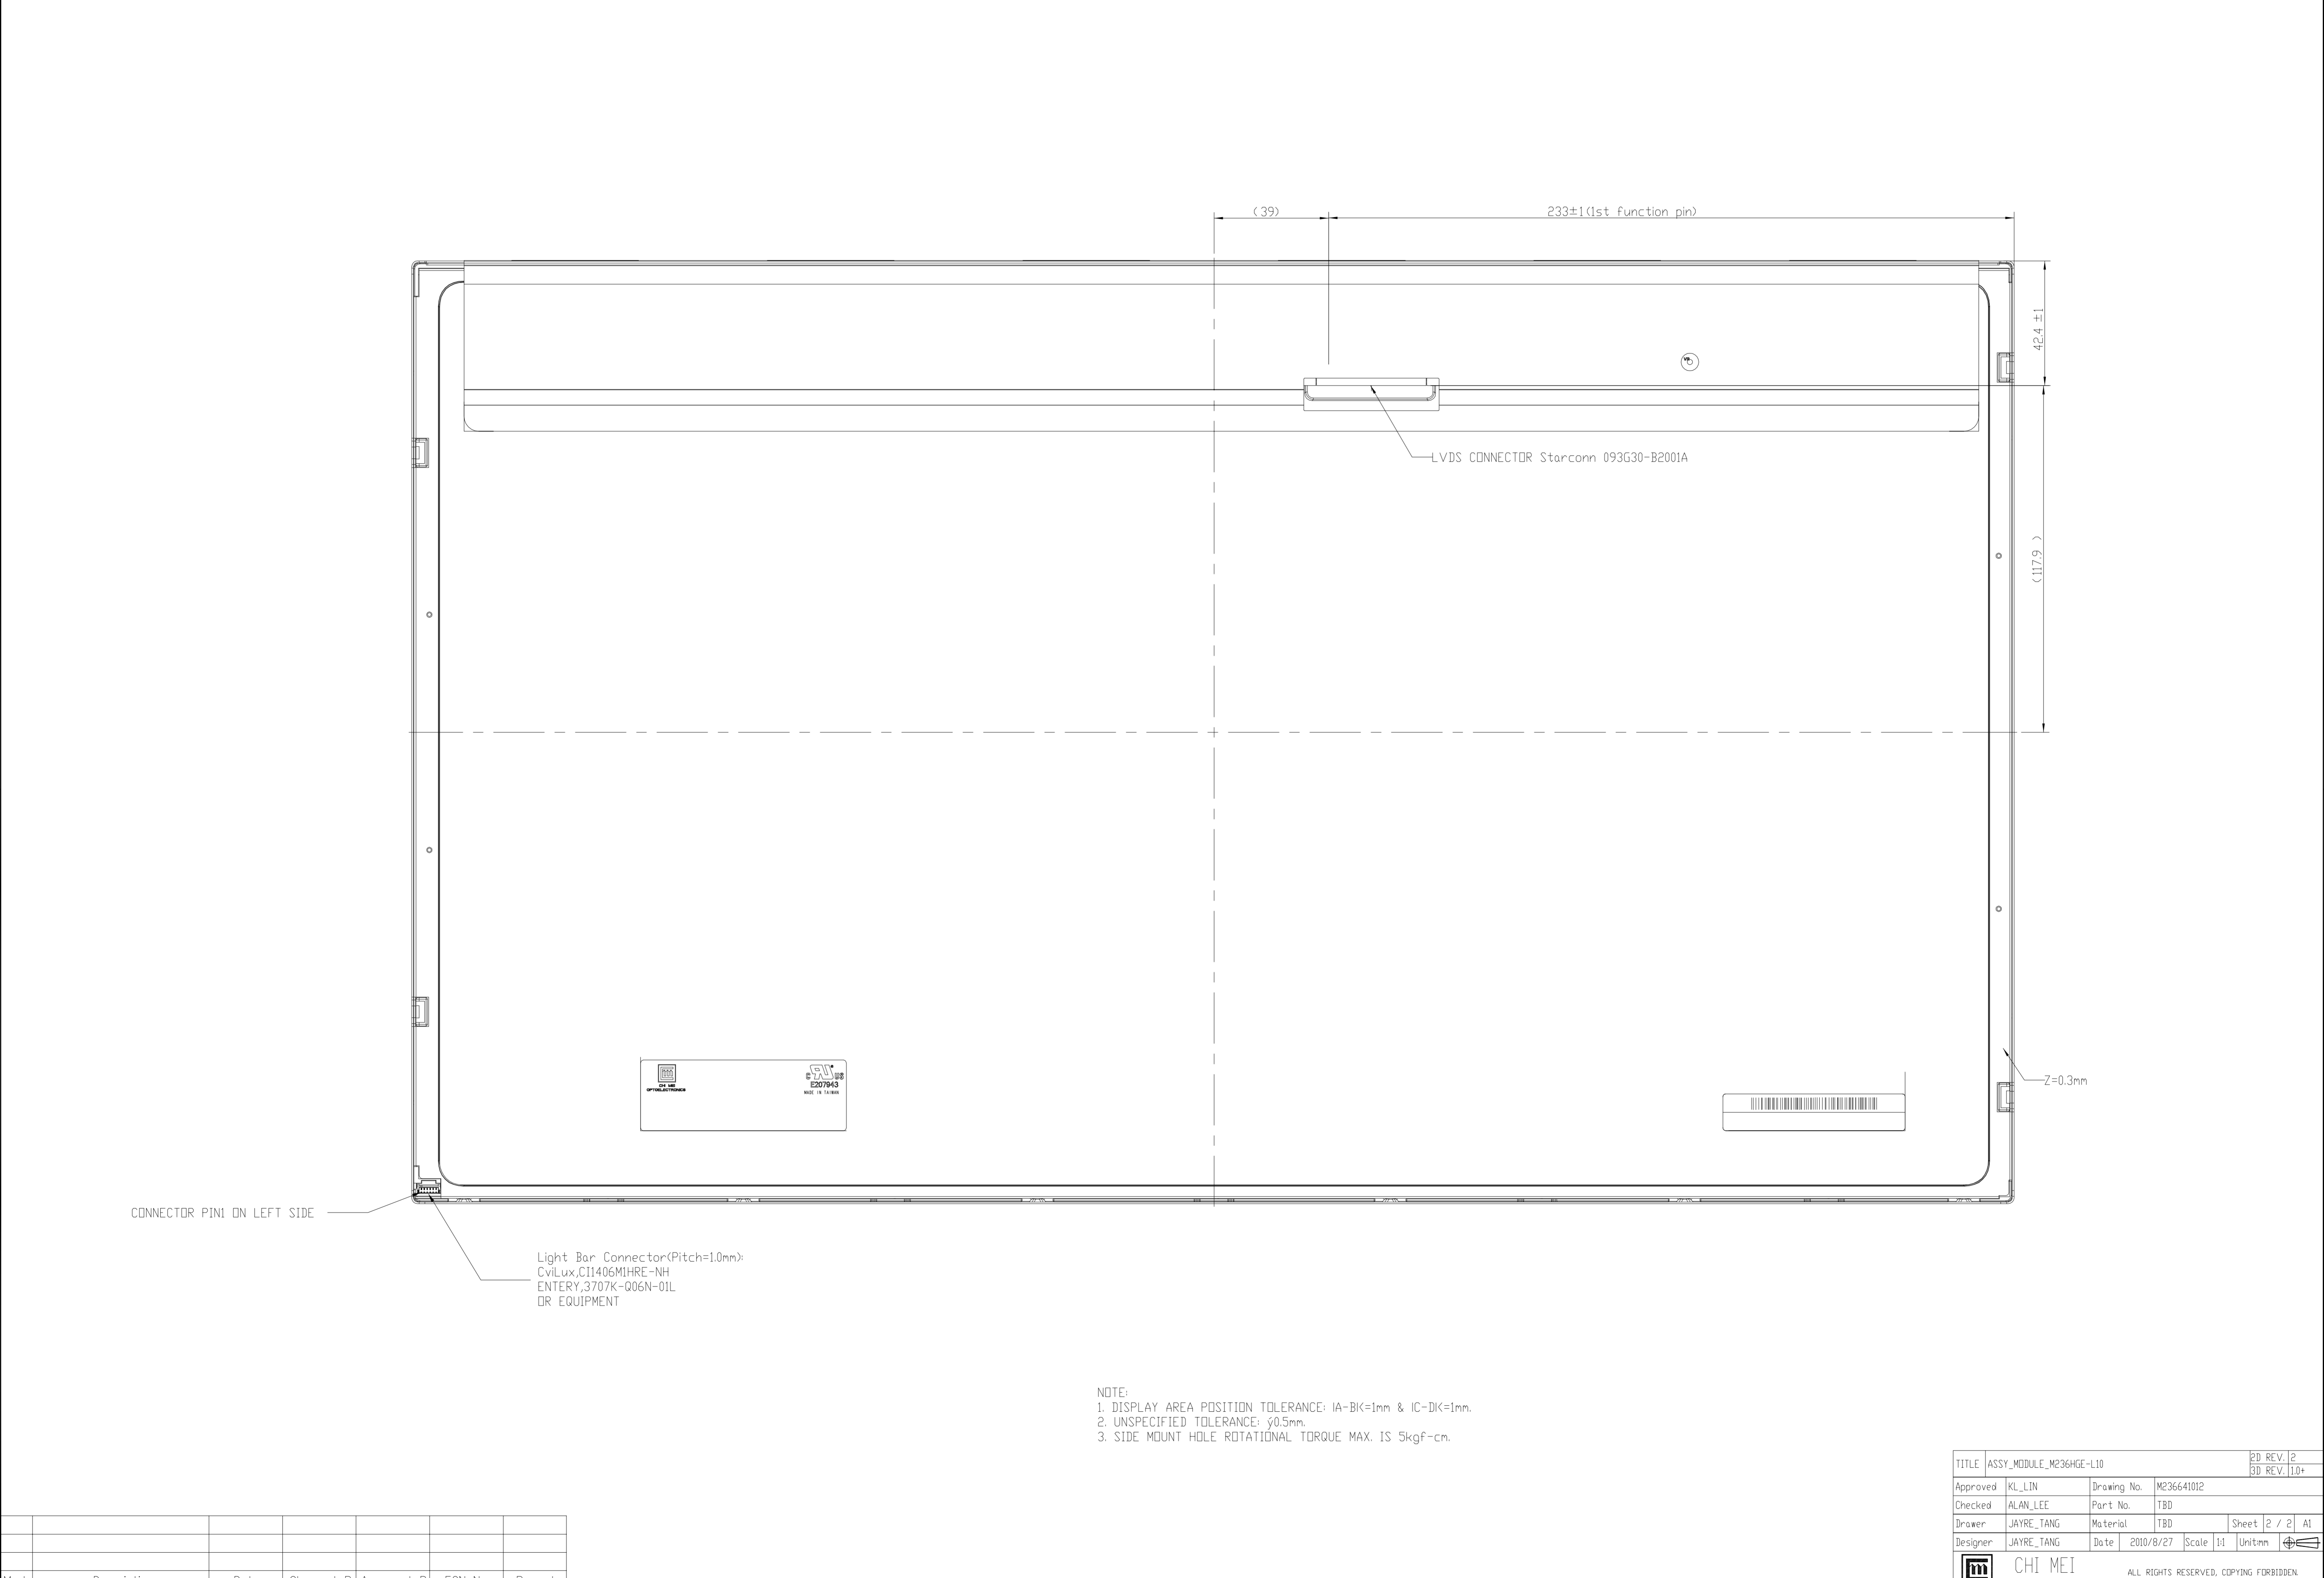 (39)
233±1(1st function pin)
42.4 ±1
LVDS CONNECTOR Starconn 093G30-B2001A
(117.9 )
CHI MEI
OPTOELECTRONICS
C US
E207943
MADE IN TAIWAN
Z=0.3mm
CONNECTOR PIN1 ON LEFT SIDE
Light Bar Connector(Pitch=1.0mm):
CviLux,CI1406M1HRE-NH
ENTERY,3707K-Q06N-01L
OR EQUIPMENT
NOTE:
1. DISPLAY AREA POSITION TOLERANCE: |A-B|<=1mm & |C-D|<=1mm.
2. UNSPECIFIED TOLERANCE: ý0.5mm.
3. SIDE MOUNT HOLE ROTATIONAL TORQUE MAX. IS 5kgf-cm.
TITLE ASSY_MODULE_M236HGE-L10 2D REV. 2
3D REV. 1.0+
Approved KL_LIN Drawing No. M236641012
Checked ALAN_LEE Part No. TBD
Drawer JAYRE_TANG Material TBD Sheet 2 / 2 A1
Designer JAYRE_TANG Date 2010/8/27 Scale 1:1 Unit:mm
CHI MEI
ALL RIGHTS RESERVED, COPYING FORBIDDEN.